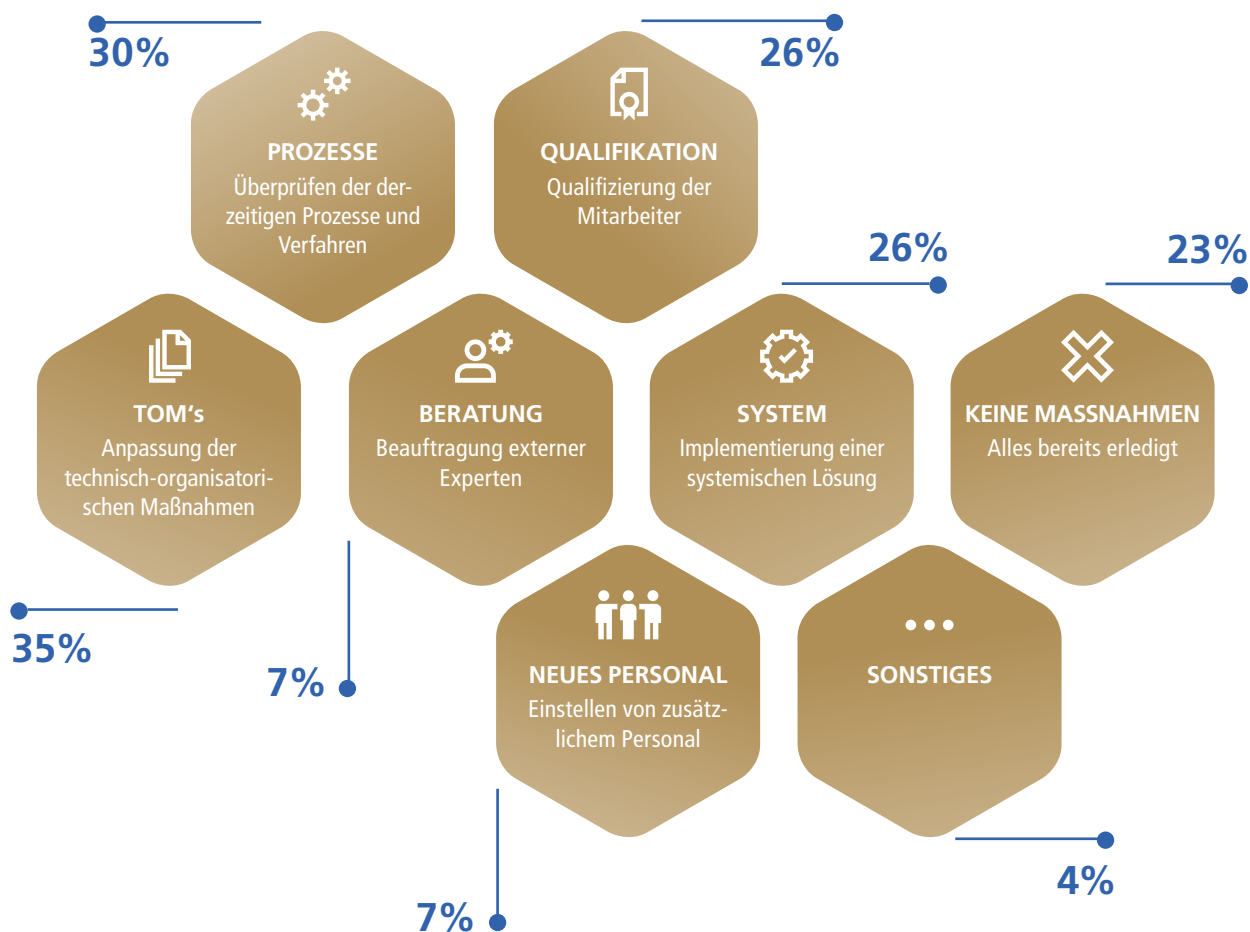 30%
PROZESSE
Überprüfen der der-
zeitigen Prozesse und
Verfahren
26%
QUALIFIKATION
Qualifizierung der
Mitarbeiter
35%
TOM‘s
Anpassung der
technisch-organisatori-
schen Maßnahmen
7%
BERATUNG
Beauftragung externer
Experten
26%
SYSTEM
Implementierung einer
systemischen Lösung
23%
KEINE MASSNAHMEN
Alles bereits erledigt
7%
NEUES PERSONAL
Einstellen von zusätz-
lichem Personal
SONSTIGES
4%